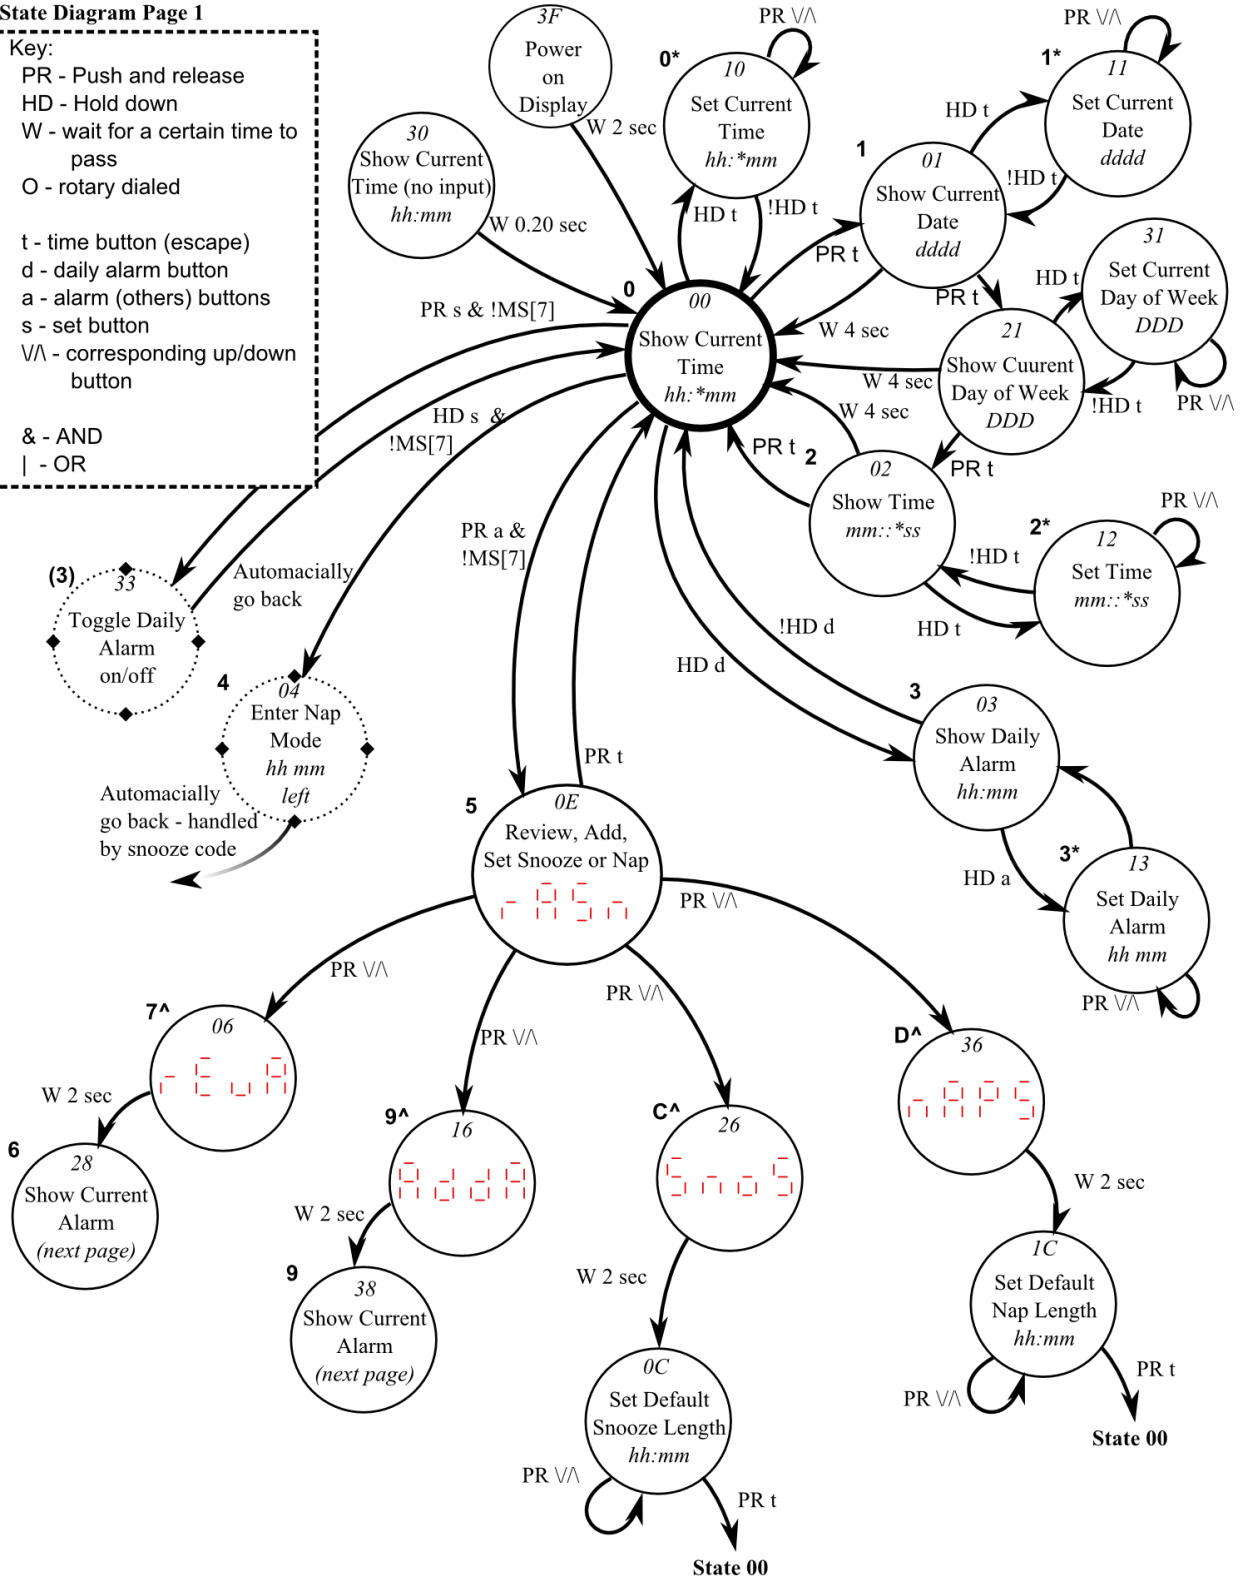 State Diagram Page 1
Key:
PR - Push and release
HD - Hold down
W - wait for a certain time to
pass
O - rotary dialed
t - time button (escape)
d - daily alarm button
a - alarm (others) buttons
s - set button
\//\ - corresponding up/down
button
& - AND
| - OR
3F
Power
on
Display
W 2 sec
30
Show Current
Time (no input)
hh:mm
W 0.20 sec
0*
10
Set Current
Time
hh:*mm
PR \//\
HD t
!HD t
1
01
Show Current
Date
dddd
PR t
HD t
!HD t
1*
11
Set Current
Date
dddd
PR \//\
W 4 sec
PR t
31
Set Current
Day of Week
DDD
HD t
!HD t
PR \//\
21
Show Cuurent
Day of Week
DDD
W 4 sec
PR t
0
00
Show Current
Time
hh:*mm
W 4 sec
PR t
2
02
Show Time
mm::*ss
2*
12
Set Time
mm::*ss
PR \//\
!HD t
HD t
PR s & !MS[7]
HD s &
!MS[7]
PR a &
!MS[7]
(3)
33
Toggle Daily
Alarm
on/off
Automacially
go back
4
04
Enter Nap
Mode
hh mm
left
Automacially
go back - handled
by snooze code
!HD d
HD d
3
03
Show Daily
Alarm
hh:mm
HD a
3*
13
Set Daily
Alarm
hh mm
PR \//\
PR t
5
0E
Review, Add,
Set Snooze or Nap
rASn
PR \//\
PR \//\
PR \//\
PR \//\
7^
06
rEuA
W 2 sec
6
28
Show Current
Alarm
(next page)
9^
16
AddA
W 2 sec
9
38
Show Current
Alarm
(next page)
C^
26
SnoS
W 2 sec
0C
Set Default
Snooze Length
hh:mm
PR \//\
PR t
State 00
D^
36
nAPS
W 2 sec
1C
Set Default
Nap Length
hh:mm
PR \//\
PR t
State 00